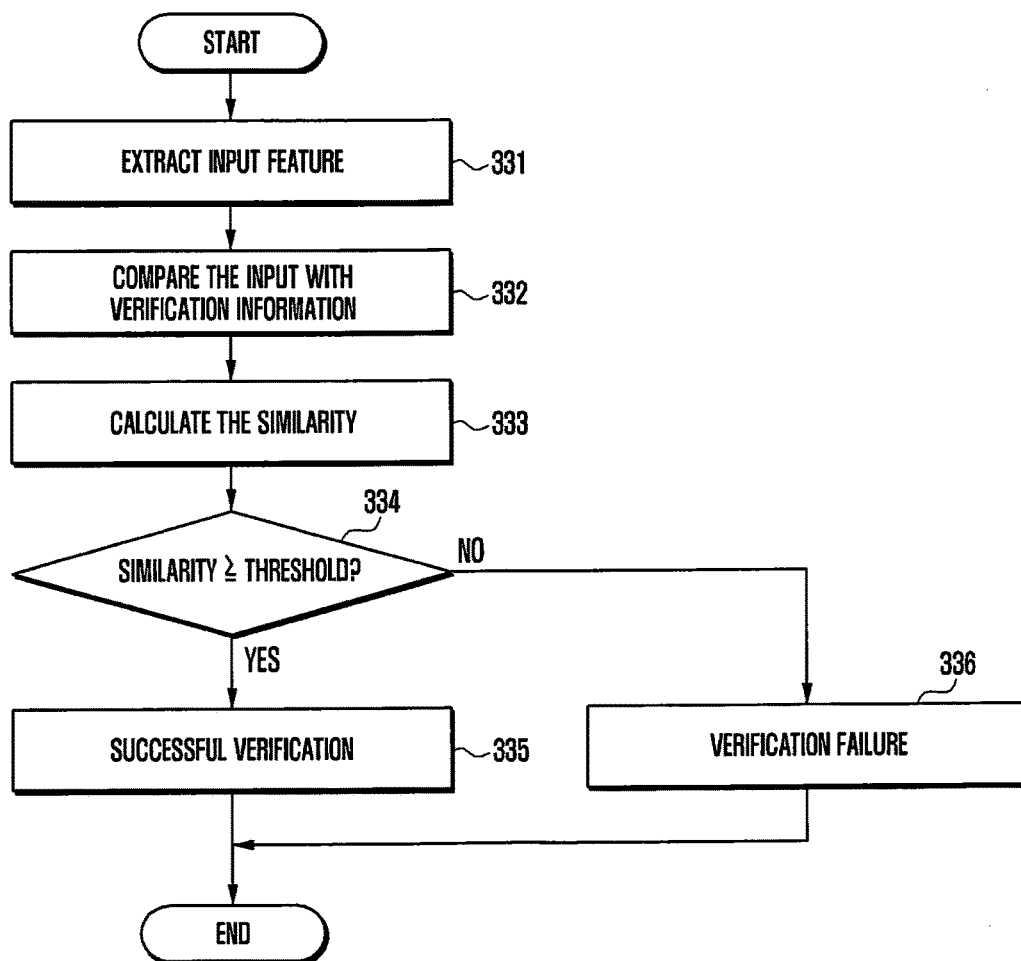 START
EXTRACT INPUT FEATURE
331
COMPARE THE INPUT WITH
VERIFICATION INFORMATION
332
CALCULATE THE SIMILARITY
333
334
SIMILARITY ≧ THRESHOLD?
NO
YES
336
SUCCESSFUL VERIFICATION
335
VERIFICATION FAILURE
END